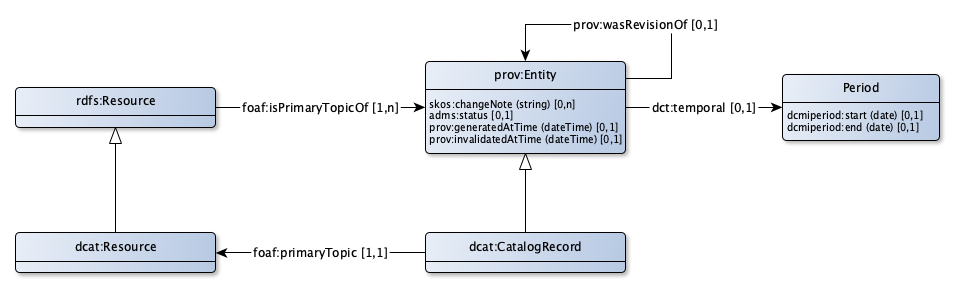 prov:wasRevisionOf [0,1]
rdfs:Resource
foaf:isPrimaryTopicOf [1,n]
prov:Entity
skos:changeNote (string) [0,n]
adms:status [0,1]
prov:generatedAtTime (dateTime) [0,1]
prov:invalidatedAtTime (dateTime) [0,1]
dct:temporal [0,1]
Period
dcmiperiod:start (date) [0,1]
dcmiperiod:end (date) [0,1]
dcat:Resource
foaf:primaryTopic [1,1]
dcat:CatalogRecord